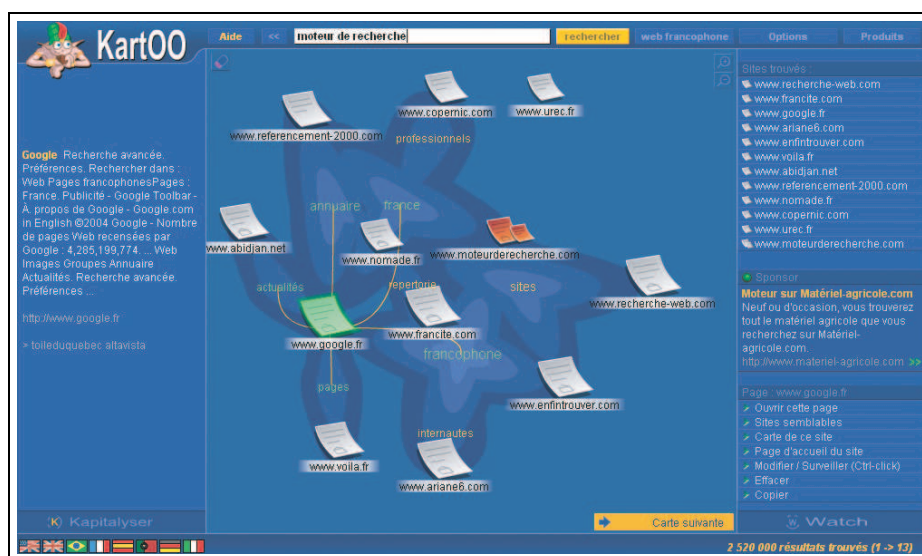 KartOO
Aide << moteur de recherche rechercher web francophone Options Produits
Google Recherche avancée.
Préférences. Rechercher dans :
Web Pages francophonesPages :
France. Publicité - Google Toolbar -
À propos de Google - Google.com
in English ©2004 Google - Nombre
de pages Web recensées par
Google : 4,285,199,774. ... Web
Images Groupes Annuaire
Actualités. Recherche avancée.
Préférences ...
http://www.google.fr
» toileduquebec altavista
www.copernic.com
www.urec.fr
www.referencement-2000.com
professionnels
annuaire
france
www.abidjan.net
www.nomade.fr
www.moteurderecherche.com
actualités
répertoire
sites
www.recherche-web.com
www.francite.com
www.google.fr
francophone
pages
www.enfintrouver.com
internautes
www.voila.fr
www.ariane6.com
Carte suivante
Sites trouvés :
www.recherche-web.com
www.francite.com
www.google.fr
www.ariane6.com
www.enfintrouver.com
www.voila.fr
www.abidjan.net
www.referencement-2000.com
www.nomade.fr
www.copernic.com
www.urec.fr
www.moteurderecherche.com
Sponsor
Moteur sur Matériel-agricole.com
Neuf ou d'occasion, vous trouverez
tout le matériel agricole que vous
recherchez sur Matériel-
agricole.com.
http://www.materiel-agricole.com >>
Page : www.google.fr
Ouvrir cette page
Sites semblables
Carte de ce site
Page d'accueil du site
Modifier / Surveiller (Ctrl-click)
Effacer
Copier
(K) Kapitalyser
(W) Watch
2 520 000 résultats trouvés (1 -> 13)